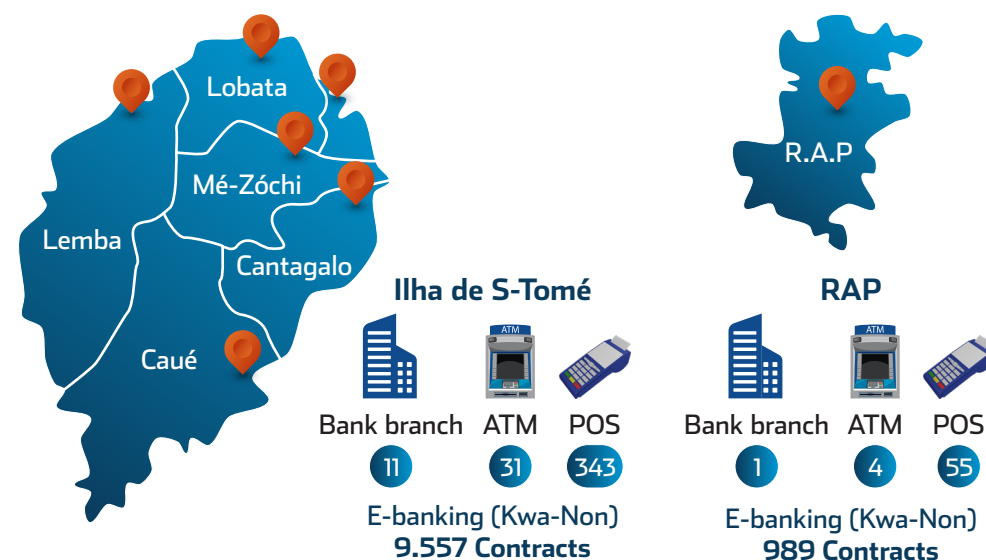 Lobata
Mé-Zóchi
Lemba
Cantagalo
Caué
R.A.P
Ilha de S-Tomé
ATM
Bank branch ATM POS
11 31 343
E-banking (Kwa-Non)
9.557 Contracts
RAP
ATM
Bank branch ATM POS
1 4 55
E-banking (Kwa-Non)
989 Contracts